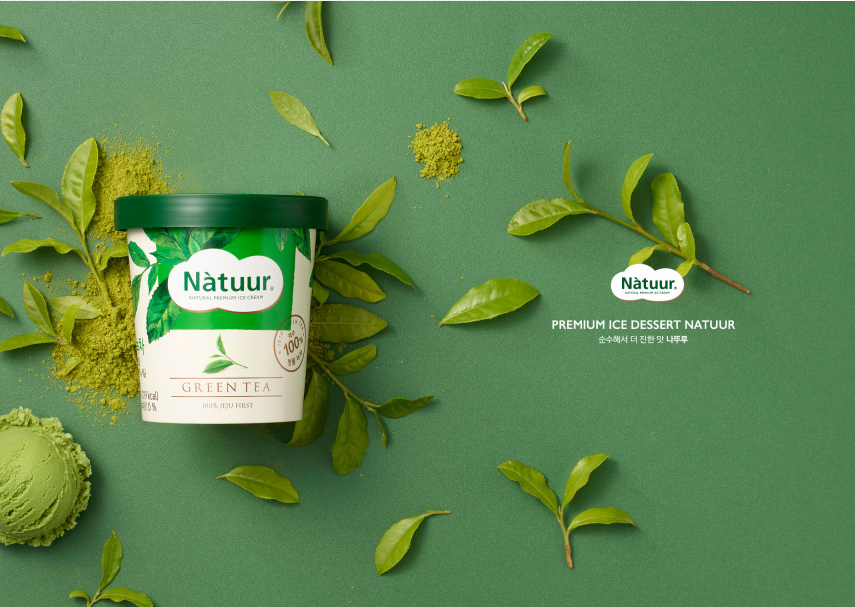 Nàtuur®
NATURAL PREMIUM ICE CREAM
100%
GREEN TEA
100% JEJU FIRST
Nàtuur®
NATURAL PREMIUM ICE CREAM
PREMIUM ICE DESSERT NATUUR
순수해서 더 진한 맛 나뚜루